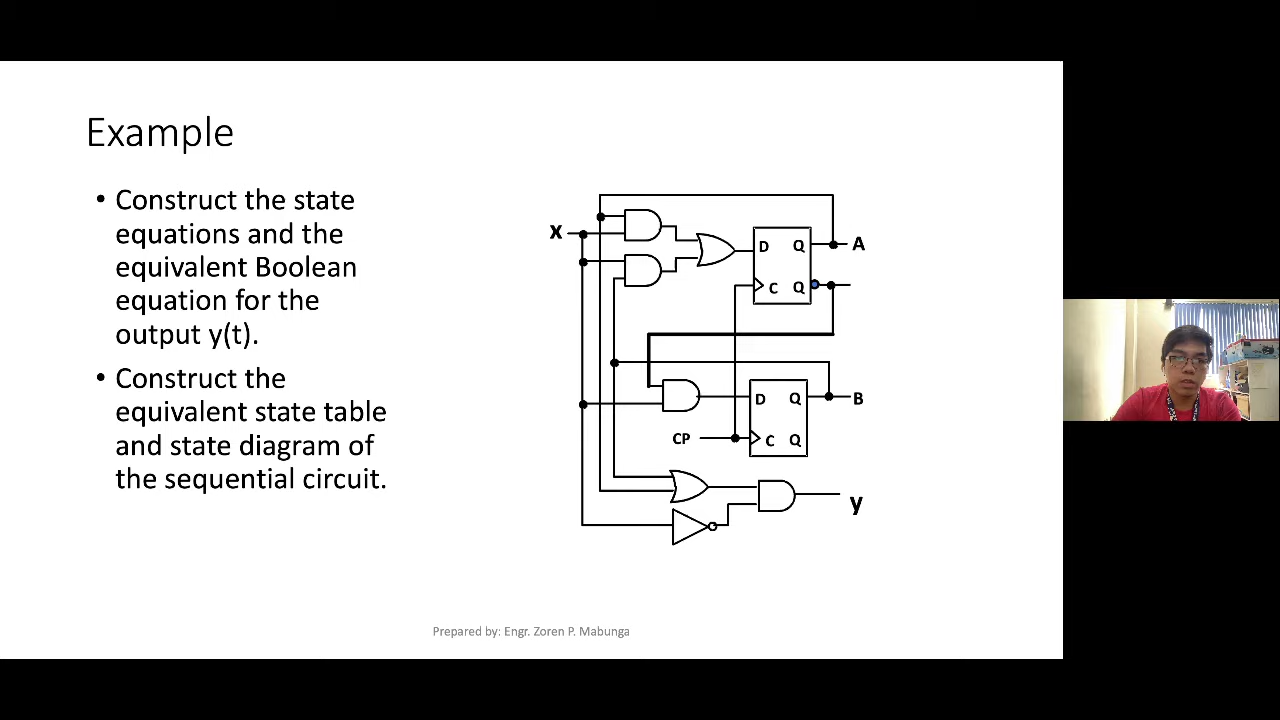 Example
• Construct the state
equations and the
equivalent Boolean
equation for the
output y(t).
• Construct the
equivalent state table
and state diagram of
the sequential circuit.
X
D Q
A
C Q
D Q
B
CP
C Q
y
Prepared by: Engr. Zoren P. Mabunga